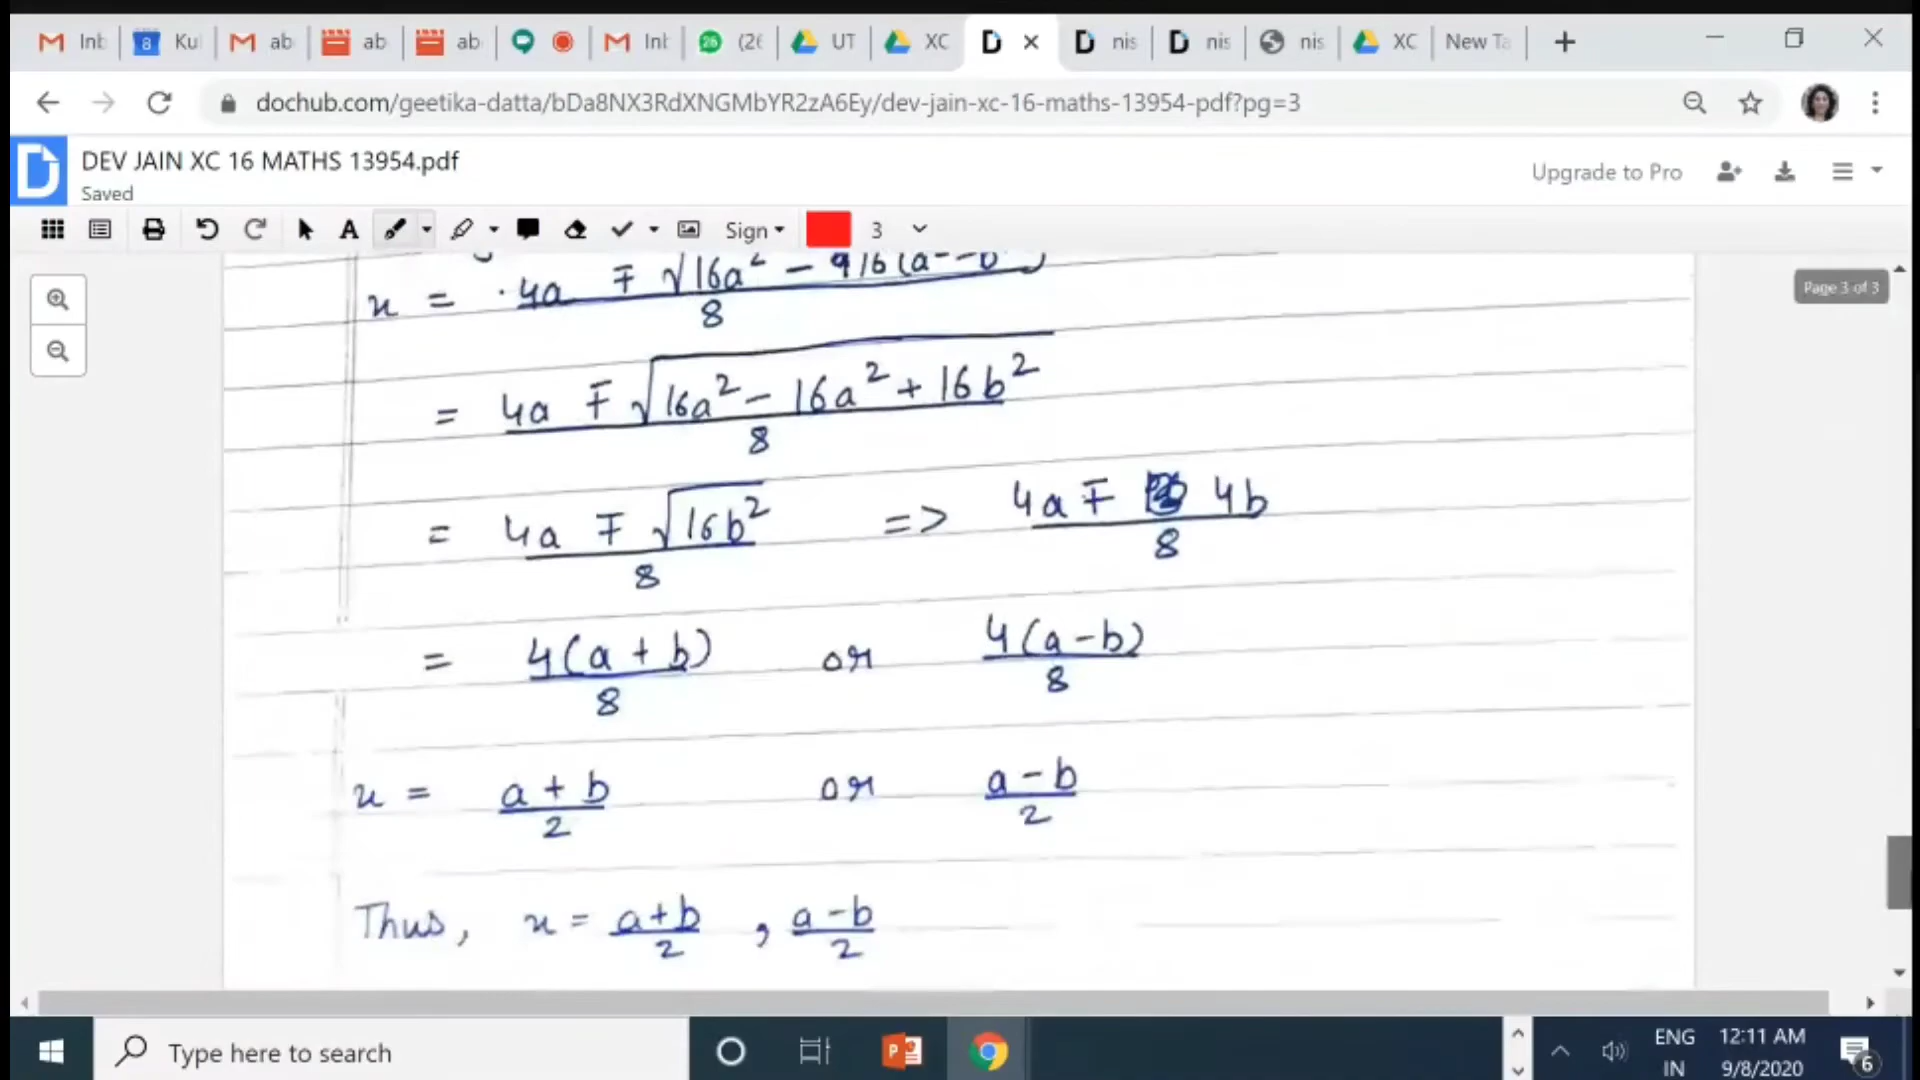 Inb Ku ab ab ab Int (26 UT XC nis nis nis XC New Ta
dochub.com/geetika-datta/bDa8NX3RdXNGMbYR2zA6Ey/dev-jain-xc-16-maths-13954-pdf?pg=3
DEV JAIN XC 16 MATHS 13954.pdf
Saved
Upgrade to Pro
Sign 3
Page 3 of 3
x = 4a ∓ √16a² -
8
= 4a ∓ √16a² - 16a² + 16b²
8
= 4a ∓ √16b² => 4a ∓ 4b
8 8
= 4(a + b) or 4(a - b)
8 8
x = a + b or a - b
2 2
Thus, x = a+b , a-b
2 2
Type here to search
ENG
IN
12:11 AM
9/8/2020
6